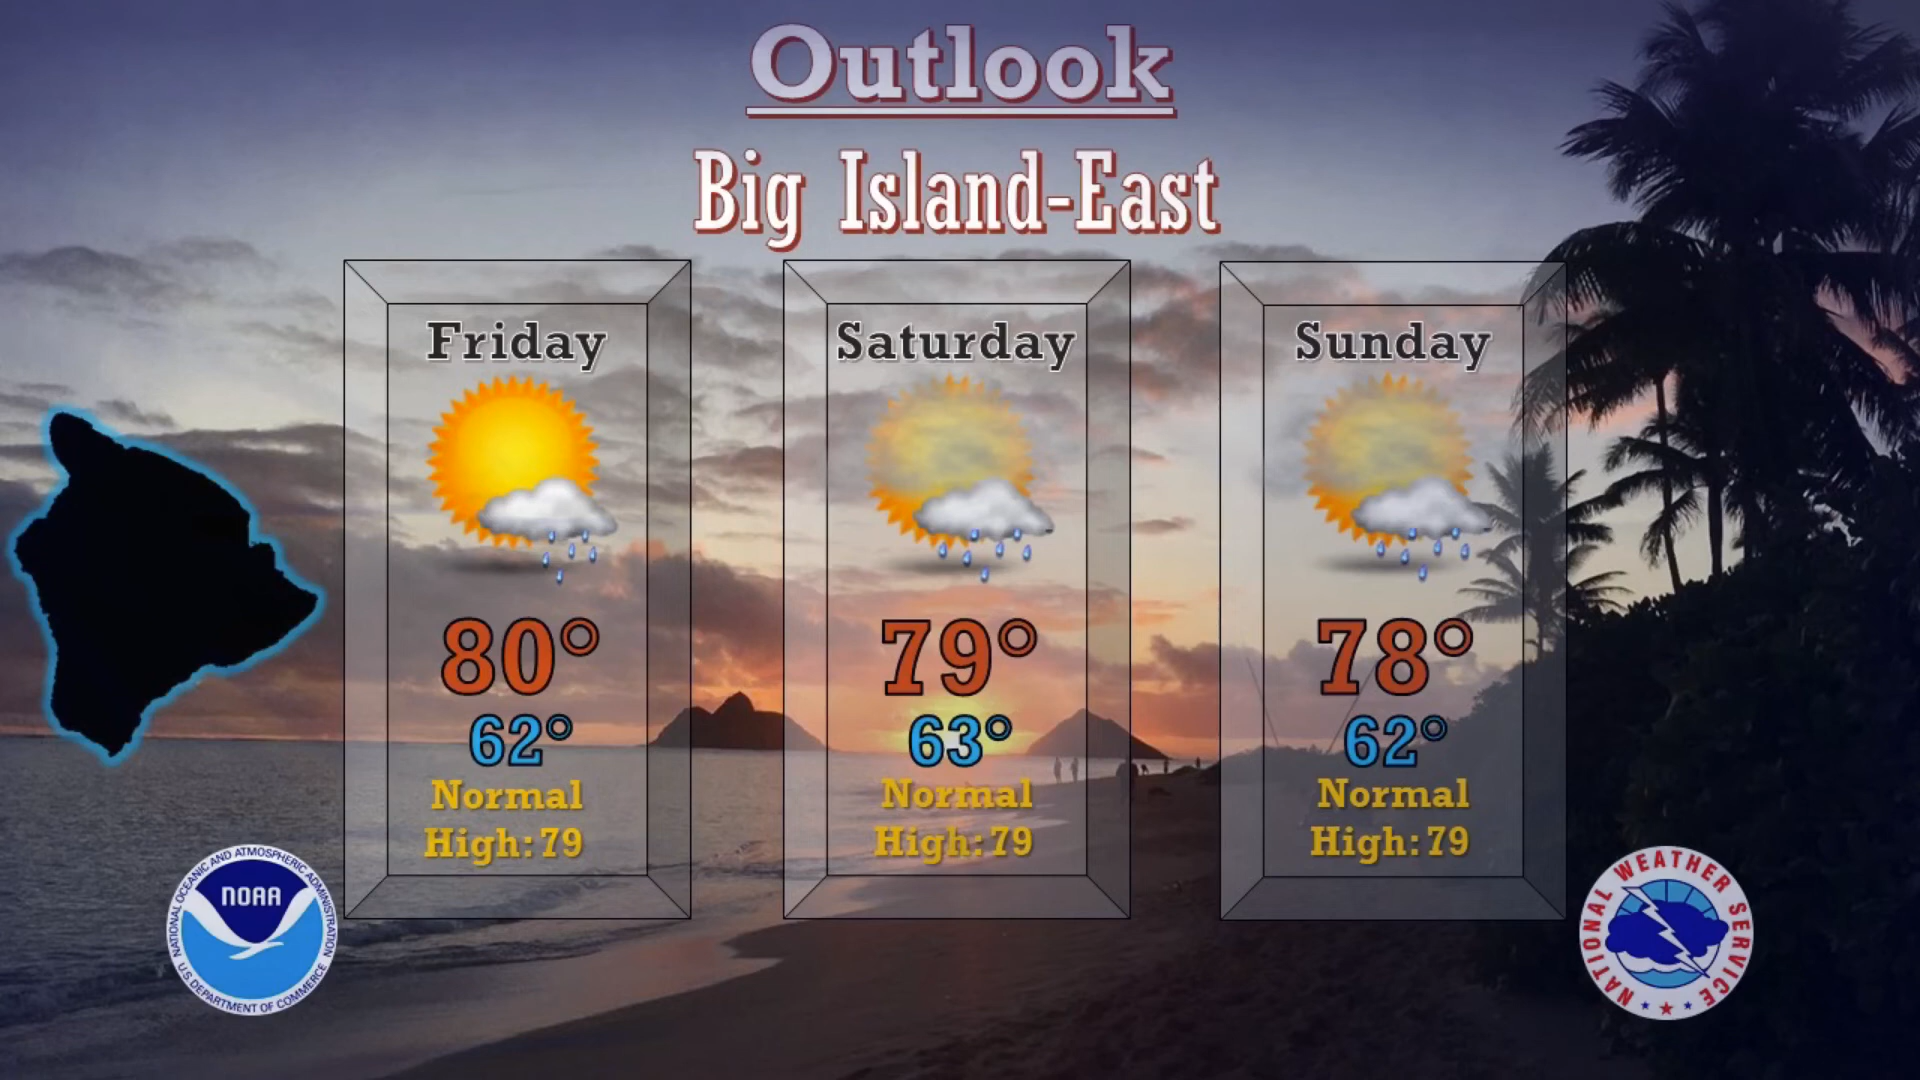 Outlook
Big Island-East
Friday
80°
62°
Normal
High: 79
Saturday
79°
63°
Normal
High: 79
Sunday
78°
62°
Normal
High: 79
NATIONAL OCEANIC AND ATMOSPHERIC ADMINISTRATION
NOAA
U.S. DEPARTMENT OF COMMERCE
NATIONAL WEATHER SERVICE